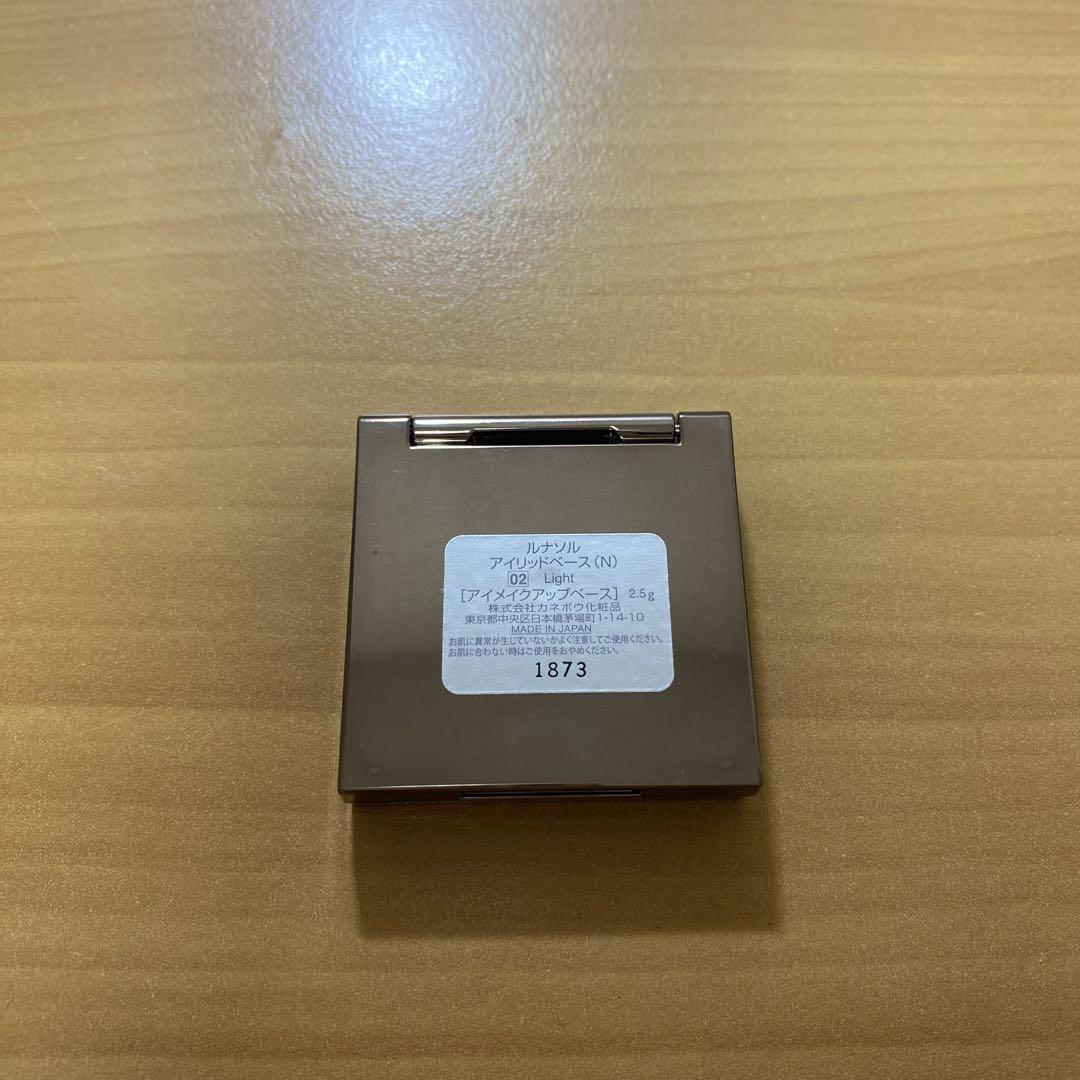 ルナソル
アイリッドベース(N)
02 Light
[アイメイクアップベース] 2.5g
株式会社カネボウ化粧品
東京都中央区日本橋茅場町1-14-10
MADE IN JAPAN
お肌に異常が生じていないかよく注意してご使用ください。
お肌に合わない時はご使用をおやめください。
1873